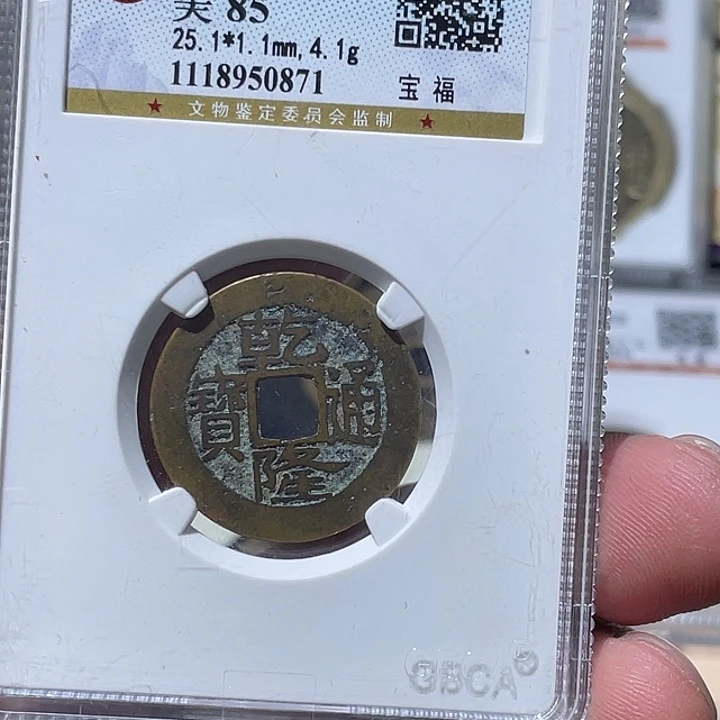 美 85
25.1*1.1mm, 4.1g
1118950871
宝福
文物鉴定委员会监制
乾隆通寶
GBCA